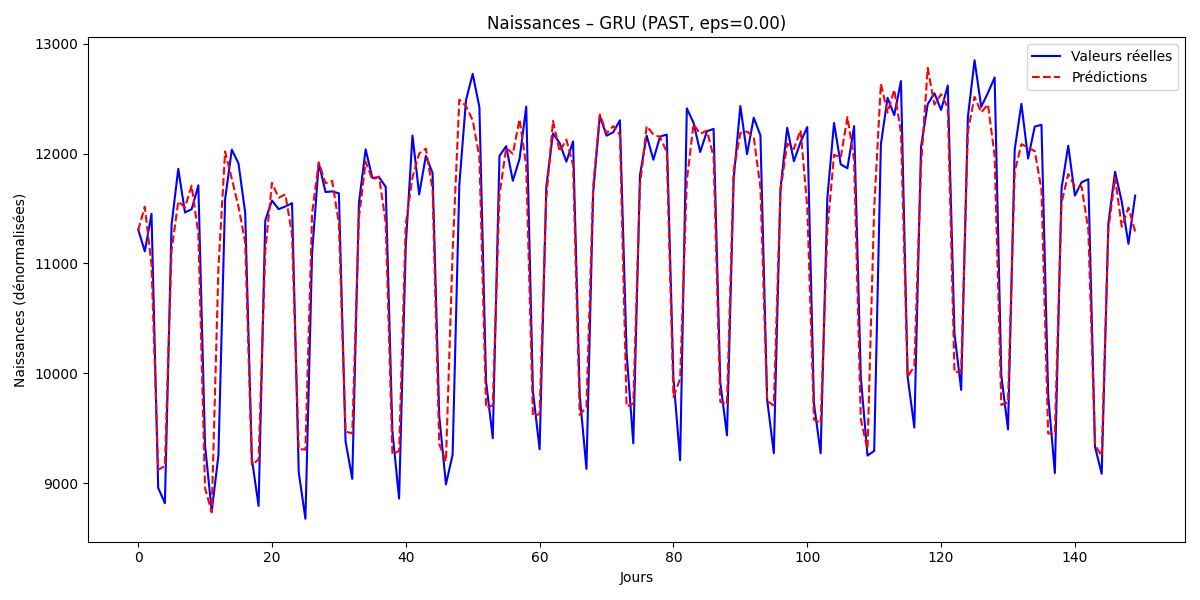 Naissances – GRU (PAST, eps=0.00)
13000
12000
11000
10000
9000
Naissances (dénormalisées)
Valeurs réelles
Prédictions
0 20 40 60 80 100 120 140
Jours